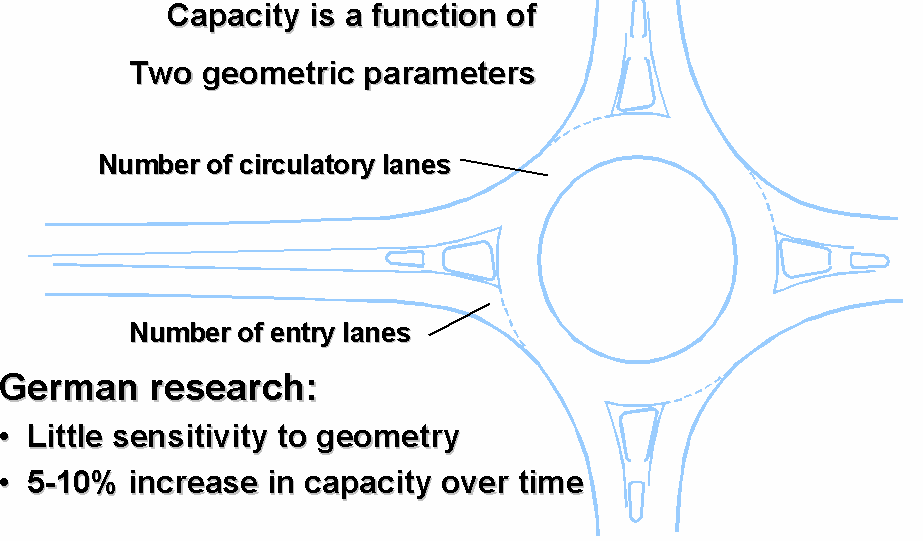 Capacity is a function of
Two geometric parameters
Number of circulatory lanes
Number of entry lanes
German research:
• Little sensitivity to geometry
• 5-10% increase in capacity over time